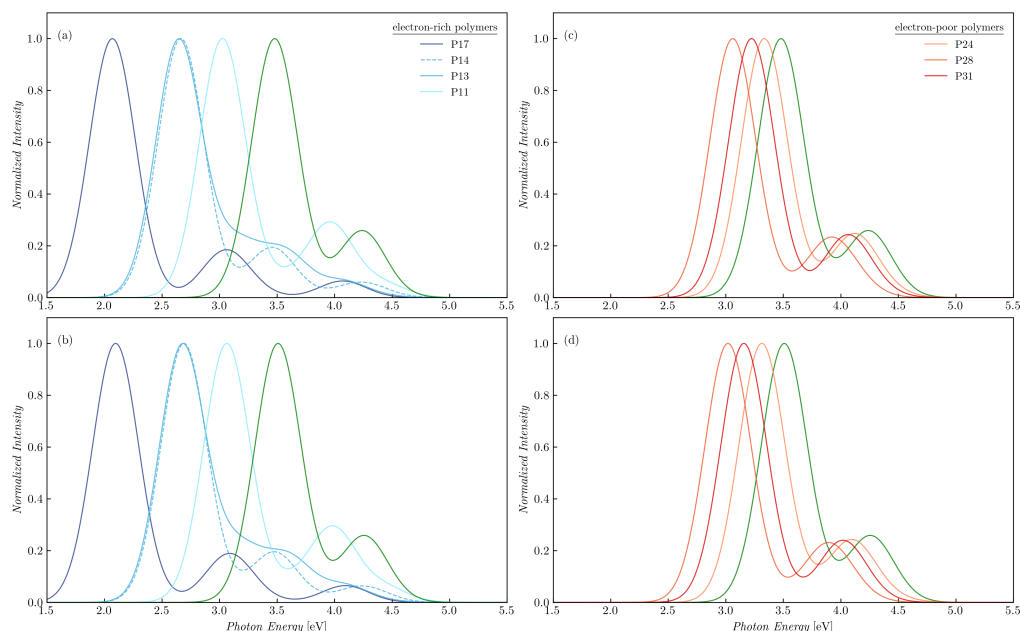 (a)
electron-rich polymers
P17
P14
P13
P11
Normalized Intensity
1.0
0.8
0.6
0.4
0.2
0.0
1.5 2.0 2.5 3.0 3.5 4.0 4.5 5.0 5.5
(c)
electron-poor polymers
P24
P28
P31
Normalized Intensity
1.0
0.8
0.6
0.4
0.2
0.0
1.5 2.0 2.5 3.0 3.5 4.0 4.5 5.0 5.5
(b)
Normalized Intensity
1.0
0.8
0.6
0.4
0.2
0.0
1.5 2.0 2.5 3.0 3.5 4.0 4.5 5.0 5.5
Photon Energy [eV]
(d)
Normalized Intensity
1.0
0.8
0.6
0.4
0.2
0.0
1.5 2.0 2.5 3.0 3.5 4.0 4.5 5.0 5.5
Photon Energy [eV]